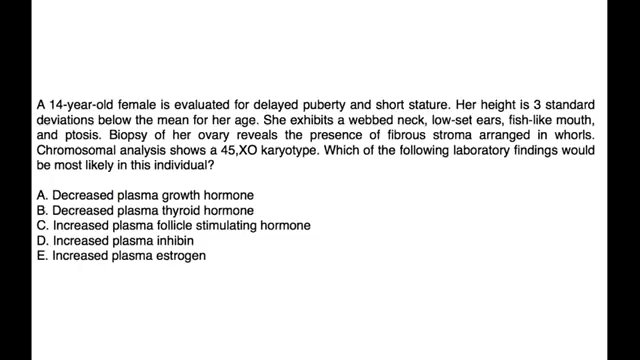 A 14-year-old female is evaluated for delayed puberty and short stature. Her height is 3 standard
deviations below the mean for her age. She exhibits a webbed neck, low-set ears, fish-like mouth,
and ptosis. Biopsy of her ovary reveals the presence of fibrous stroma arranged in whorls.
Chromosomal analysis shows a 45,XO karyotype. Which of the following laboratory findings would
be most likely in this individual?
A. Decreased plasma growth hormone
B. Decreased plasma thyroid hormone
C. Increased plasma follicle stimulating hormone
D. Increased plasma inhibin
E. Increased plasma estrogen